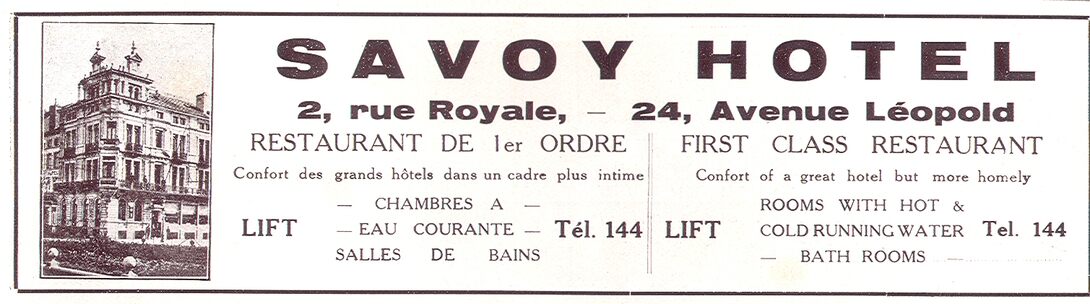 SAVOY HOTEL
2, rue Royale, – 24, Avenue Léopold
RESTAURANT DE 1er ORDRE
Confort des grands hôtels dans un cadre plus intime
— CHAMBRES A —
LIFT — EAU COURANTE — Tél. 144
SALLES DE BAINS
FIRST CLASS RESTAURANT
Confort of a great hotel but more homely
ROOMS WITH HOT &
LIFT COLD RUNNING WATER Tel. 144
— BATH ROOMS —